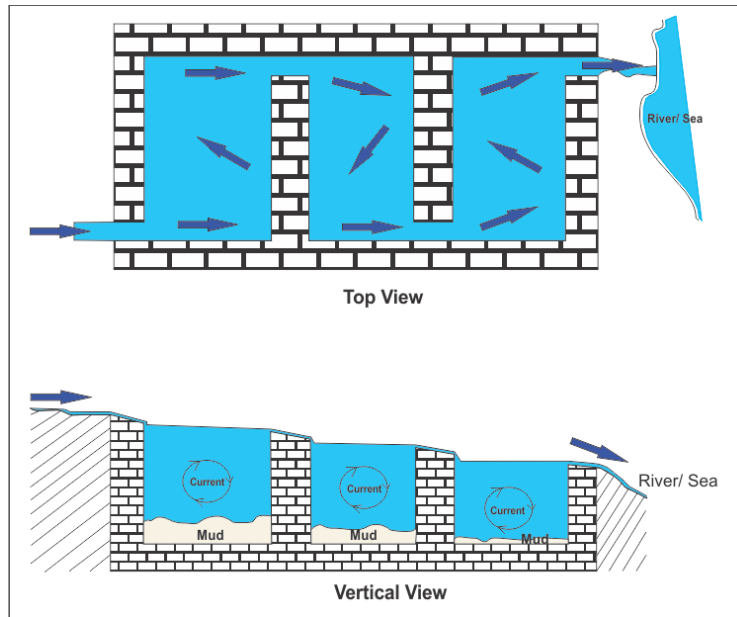 River/ Sea
Top View
River/ Sea
Current
Current
Current
Mud
Mud
Mud
Vertical View